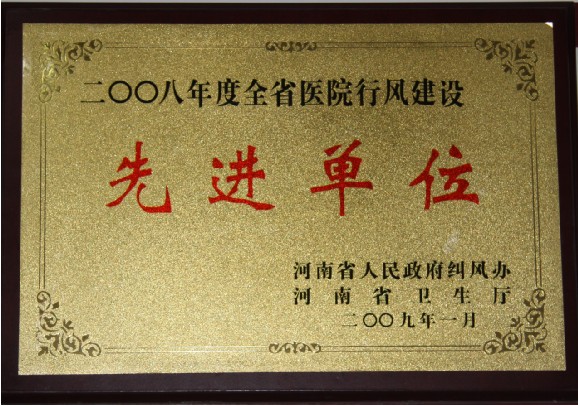 二〇〇八年度全省医院行风建设
先进单位
河南省人民政府纠风办
河南省卫生厅
二〇〇九年一月